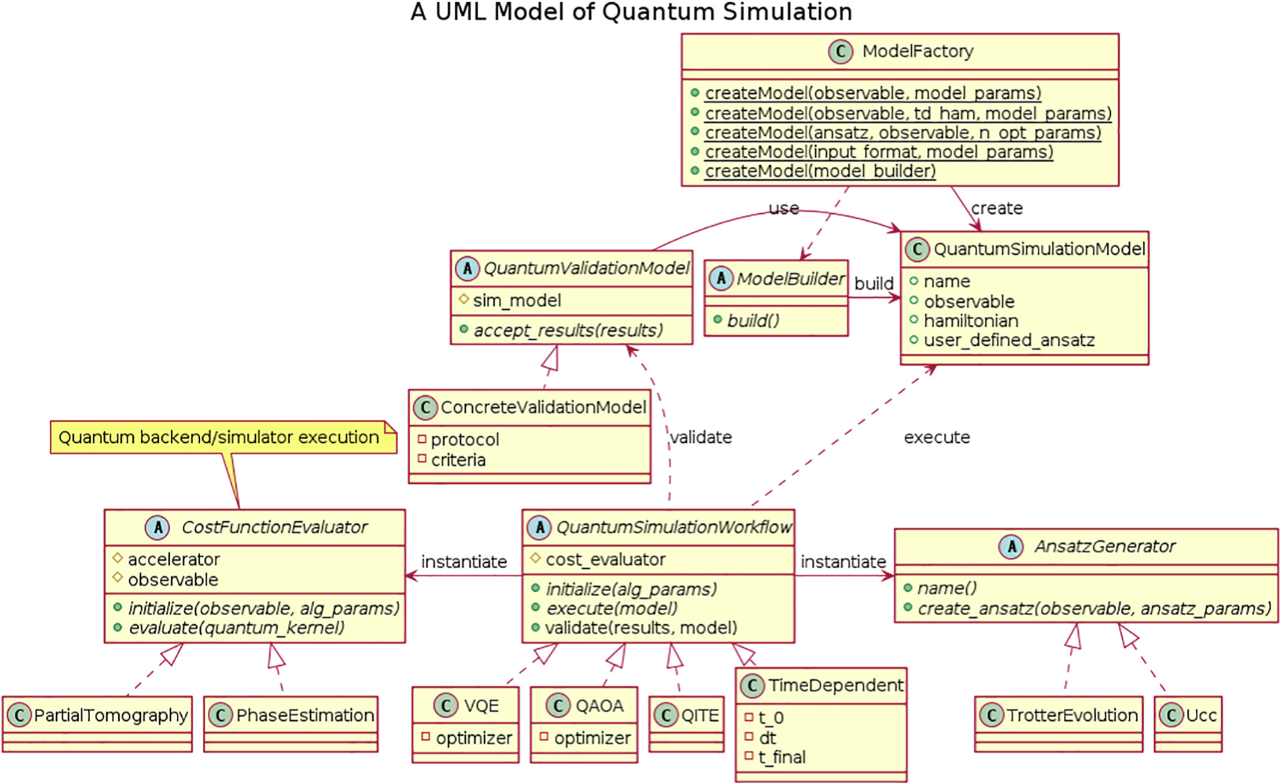 A UML Model of Quantum Simulation
C ModelFactory
createModel(observable, model_params)
createModel(observable, td_ham, model_params)
createModel(ansatz, observable, n_opt_params)
createModel(input_format, model_params)
createModel(model_builder)
use
create
A QuantumValidationModel
sim_model
accept_results(results)
A ModelBuilder
build()
build
C QuantumSimulationModel
name
observable
hamiltonian
user_defined_ansatz
C ConcreteValidationModel
protocol
criteria
validate
execute
Quantum backend/simulator execution
A CostFunctionEvaluator
accelerator
observable
initialize(observable, alg_params)
evaluate(quantum_kernel)
instantiate
A QuantumSimulationWorkflow
cost_evaluator
initialize(alg_params)
execute(model)
validate(results, model)
instantiate
A AnsatzGenerator
name()
create_ansatz(observable, ansatz_params)
C PartialTomography
C PhaseEstimation
C VQE
optimizer
C QAOA
optimizer
C QITE
C TimeDependent
t_0
dt
t_final
C TrotterEvolution
C Ucc